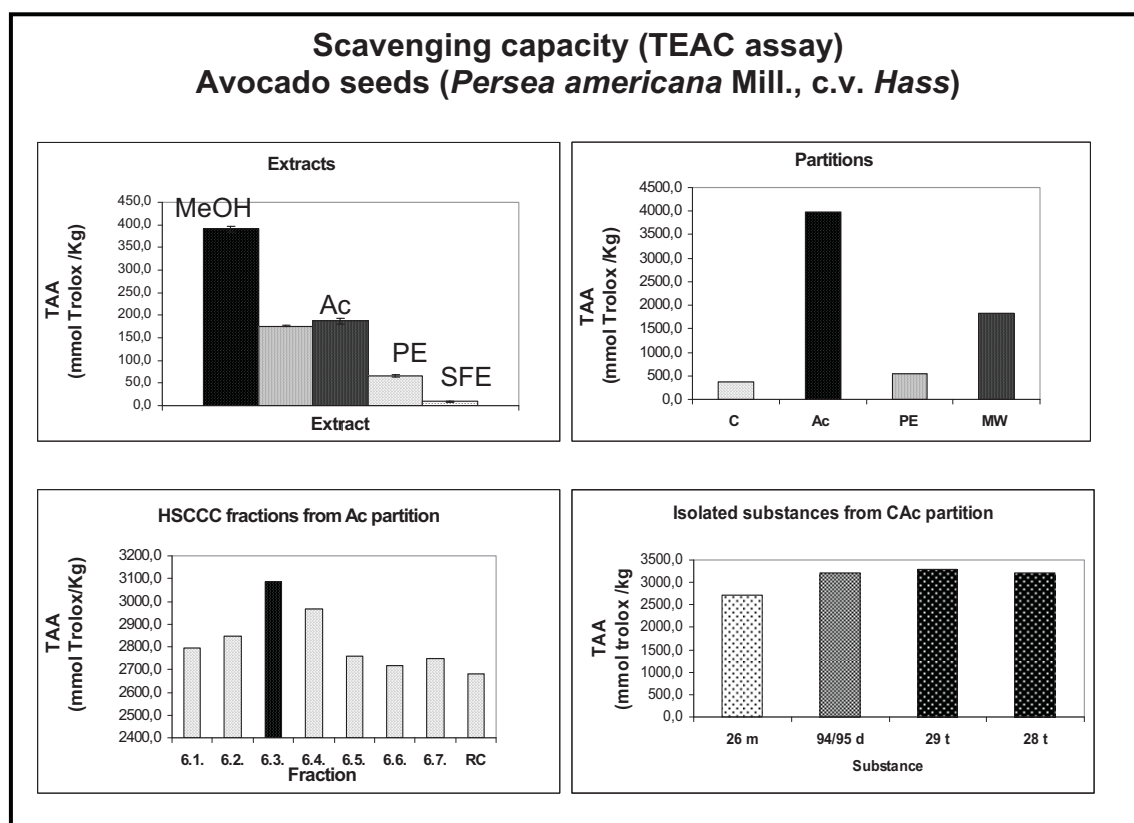 Scavenging capacity (TEAC assay)
Avocado seeds (Persea americana Mill., c.v. Hass)
Extracts
TAA
(mmol Trolox /Kg)
450,0
400,0
350,0
300,0
250,0
200,0
150,0
100,0
50,0
0,0
MeOH
Ac
PE
SFE
Extract
Partitions
TAA
(mmol Trolox /Kg)
4500,0
4000,0
3500,0
3000,0
2500,0
2000,0
1500,0
1000,0
500,0
0,0
C Ac PE MW
HSCCC fractions from Ac partition
TAA
(mmol Trolox/Kg)
3200,0
3100,0
3000,0
2900,0
2800,0
2700,0
2600,0
2500,0
2400,0
6.1. 6.2. 6.3. 6.4. 6.5. 6.6. 6.7. RC
Fraction
Isolated substances from CAc partition
TAA
(mmol trolox /kg)
3500,0
3000,0
2500,0
2000,0
1500,0
1000,0
500,0
0,0
26 m 94/95 d 29 t 28 t
Substance